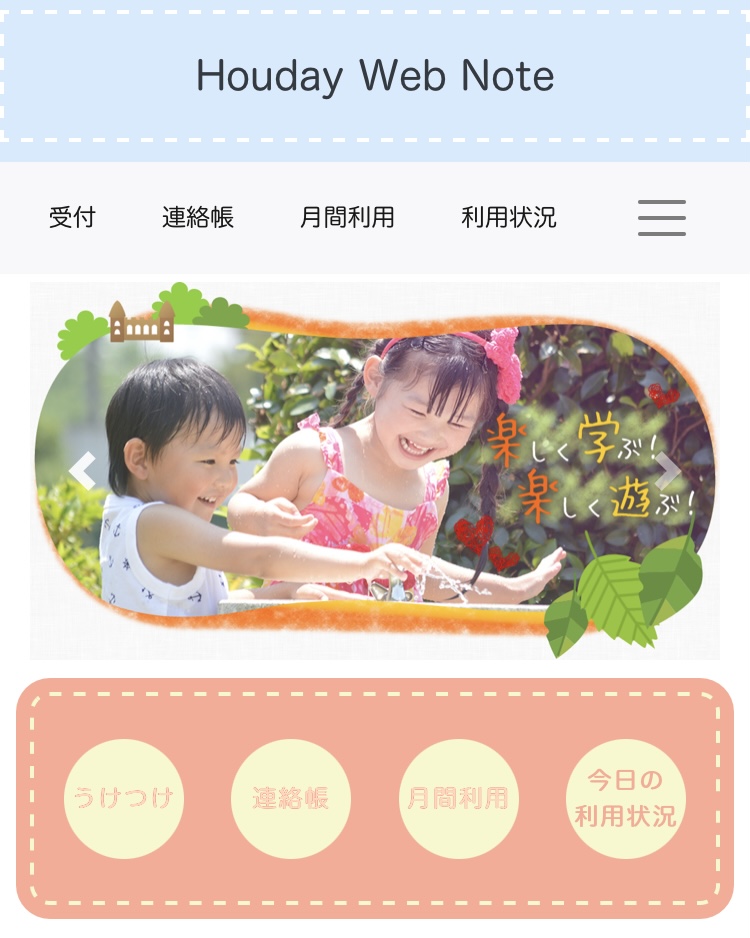 Houday Web Note
受付 連絡帳 月間利用 利用状況
楽しく学ぶ!
楽しく遊ぶ!
うけつけ 連絡帳 月間利用 今日の
利用状況